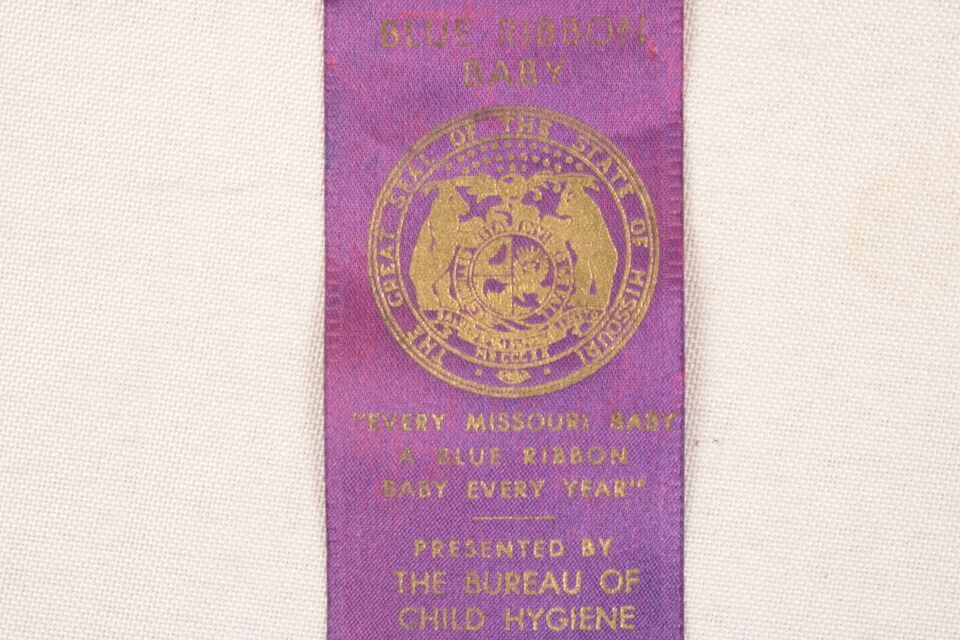 BLUE RIBBON
BABY
THE GREAT SEAL OF THE STATE OF MISSOURI
MDCCCXX
"EVERY MISSOURI BABY
A BLUE RIBBON
BABY EVERY YEAR"
PRESENTED BY
THE BUREAU OF
CHILD HYGIENE